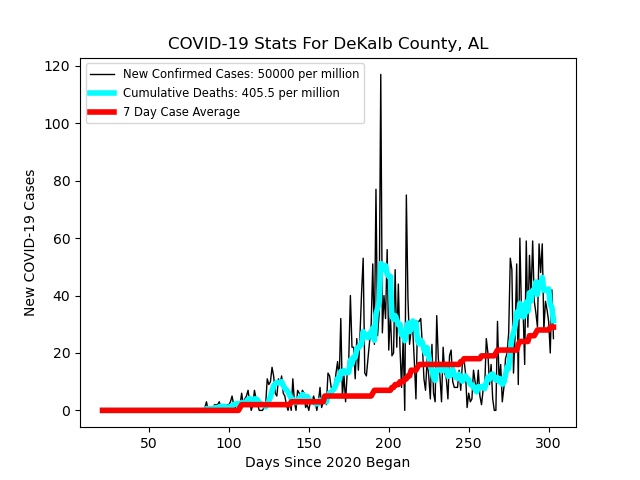 COVID-19 Stats For DeKalb County, AL
New Confirmed Cases: 50000 per million
Cumulative Deaths: 405.5 per million
7 Day Case Average
New COVID-19 Cases
120
100
80
60
40
20
0
50 100 150 200 250 300
Days Since 2020 Began